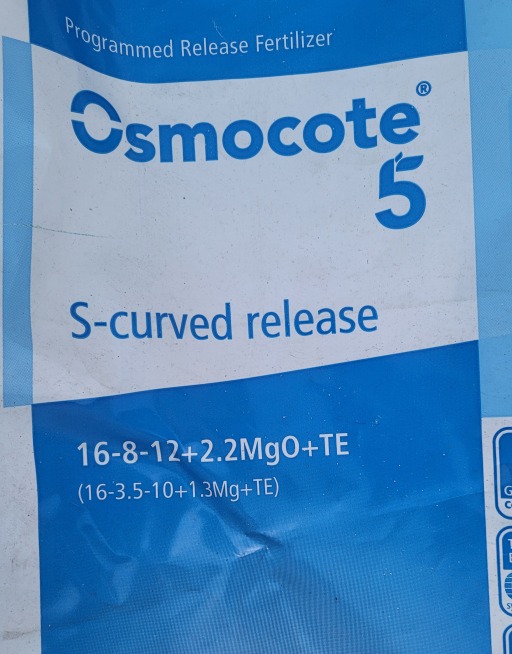 Programmed Release Fertilizer
Osmocote®
5
S-curved release
16-8-12+2.2MgO+TE
(16-3.5-10+1.3Mg+TE)